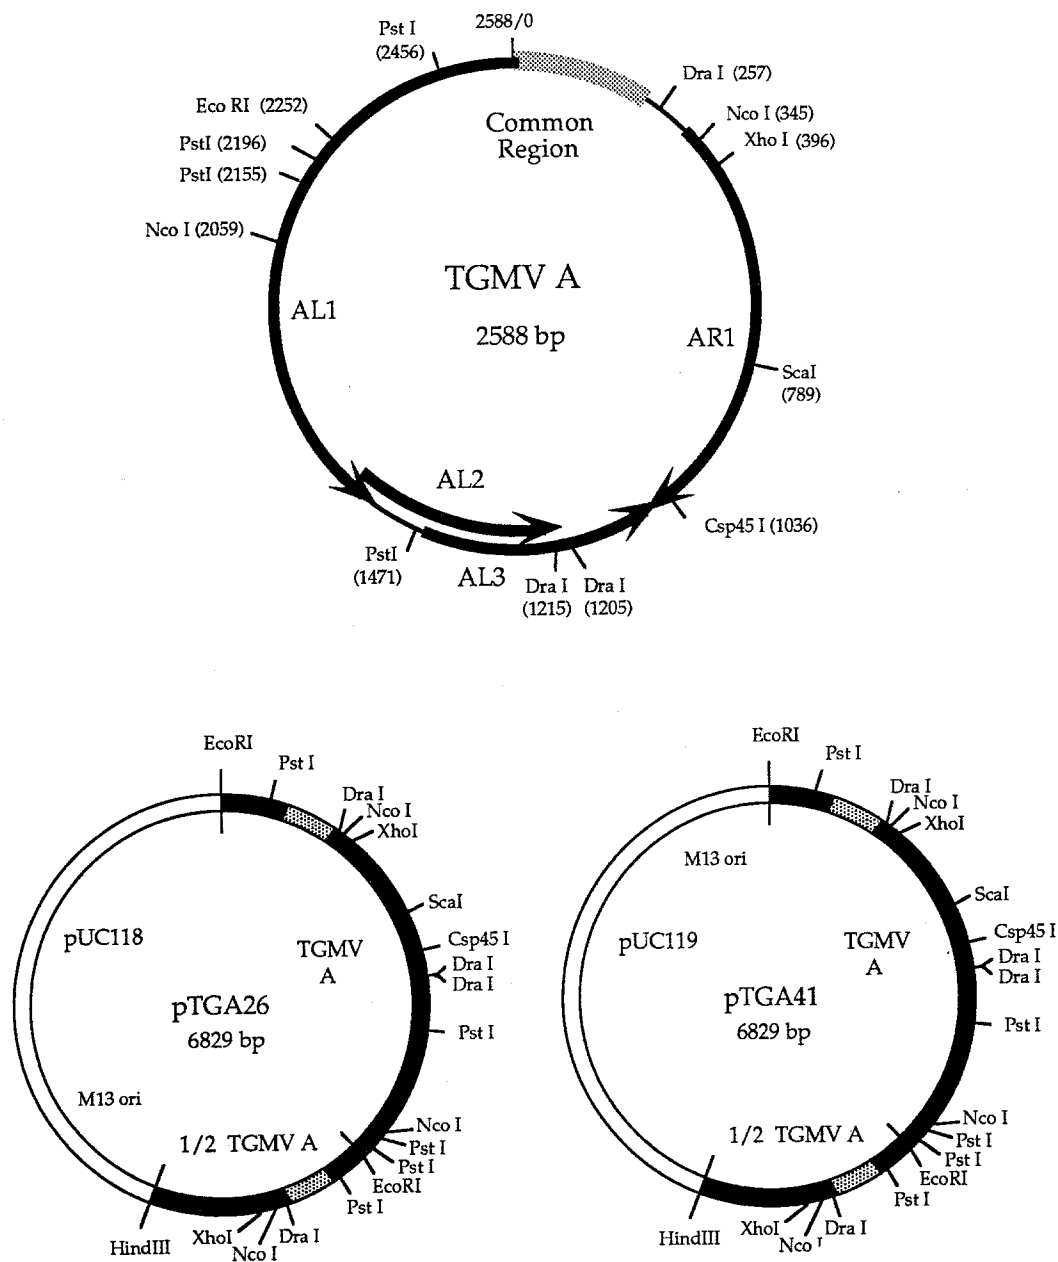 2588/0
Pst I
(2456)
Dra I (257)
Eco RI (2252)
Nco I (345)
Common
Region
Xho I (396)
PstI (2196)
PstI (2155)
Nco I (2059)
TGMV A
2588 bp
AL1
AR1
ScaI
(789)
AL2
Csp45 I (1036)
PstI
(1471)
AL3
Dra I
(1215)
Dra I
(1205)
EcoRI
Pst I
Dra I
Nco I
XhoI
ScaI
pUC118
TGMV
A
Csp45 I
Dra I
Dra I
pTGA26
6829 bp
Pst I
M13 ori
1/2 TGMV A
Nco I
Pst I
Pst I
EcoRI
Pst I
HindIII
XhoI
Nco I
Dra I
EcoRI
Pst I
Dra I
Nco I
XhoI
M13 ori
ScaI
pUC119
TGMV
A
Csp45 I
Dra I
Dra I
pTGA41
6829 bp
Pst I
1/2 TGMV A
Nco I
Pst I
Pst I
EcoRI
Pst I
HindIII
XhoI
Nco I
Dra I